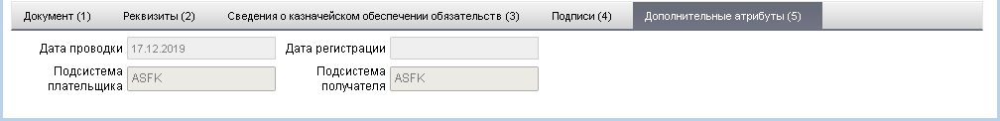 Документ (1) Реквизиты (2) Сведения о казначейском обеспечении обязательств (3) Подписи (4) Дополнительные атрибуты (5)
Дата проводки 17.12.2019 Дата регистрации
Подсистема плательщика ASFK Подсистема получателя ASFK